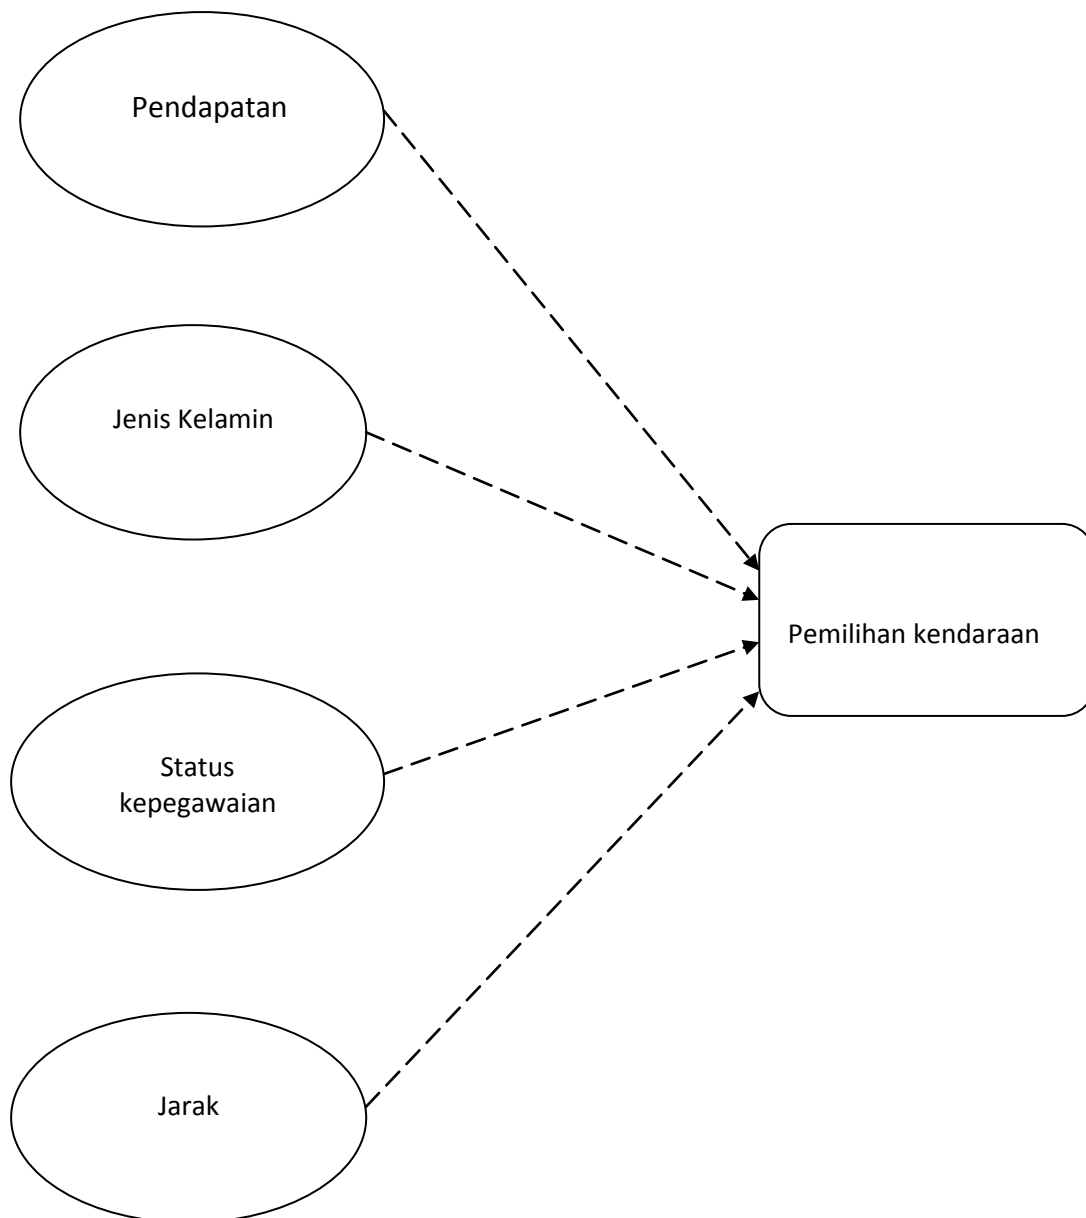 Pendapatan
Jenis Kelamin
Pemilihan kendaraan
Status
kepegawaian
Jarak